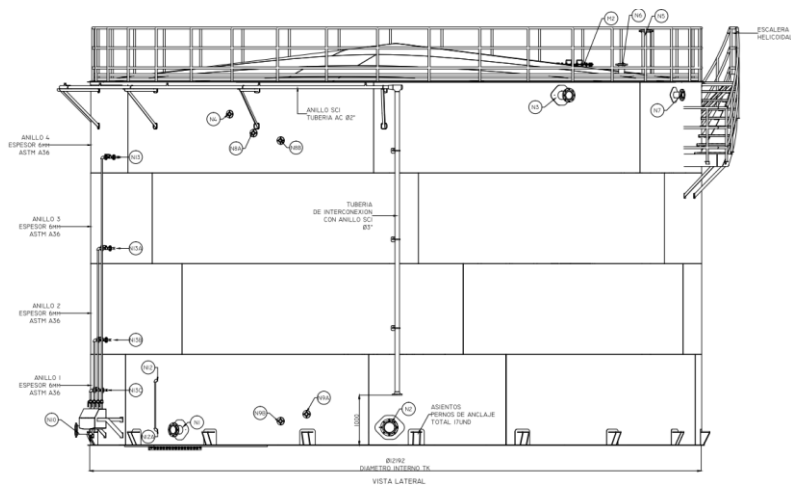 M2
N6
N5
ESCALERA
HELICOIDAL
ANILLO SCI
TUBERIA AC Ø2"
N4
N8A
N8B
N3
N7
ANILLO 4
ESPESOR 6MM
ASTM A36
N13
TUBERIA
DE INTERCONEXION
CON ANILLO SCI
Ø3"
ANILLO 3
ESPESOR 6MM
ASTM A36
N13A
ANILLO 2
ESPESOR 6MM
ASTM A36
N13B
ANILLO 1
ESPESOR 6MM
ASTM A36
N13C
N12
N10
N12A
N1
N9B
N9A
1000
N2
ASIENTOS
PERNOS DE ANCLAJE
TOTAL 17UND
Ø12192
DIAMETRO INTERNO TK
VISTA LATERAL